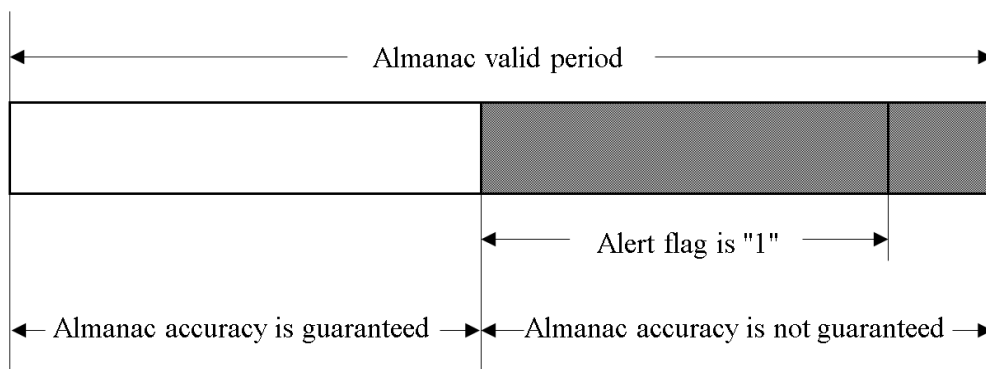 Almanac valid period
Alert flag is "1"
Almanac accuracy is guaranteed
Almanac accuracy is not guaranteed